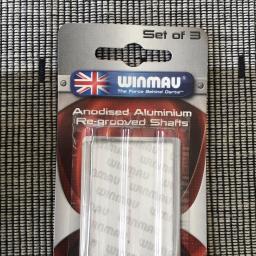 Set of 3
WINMAU
The Force Behind Darts
Anodised Aluminium
Re-grooved Shafts